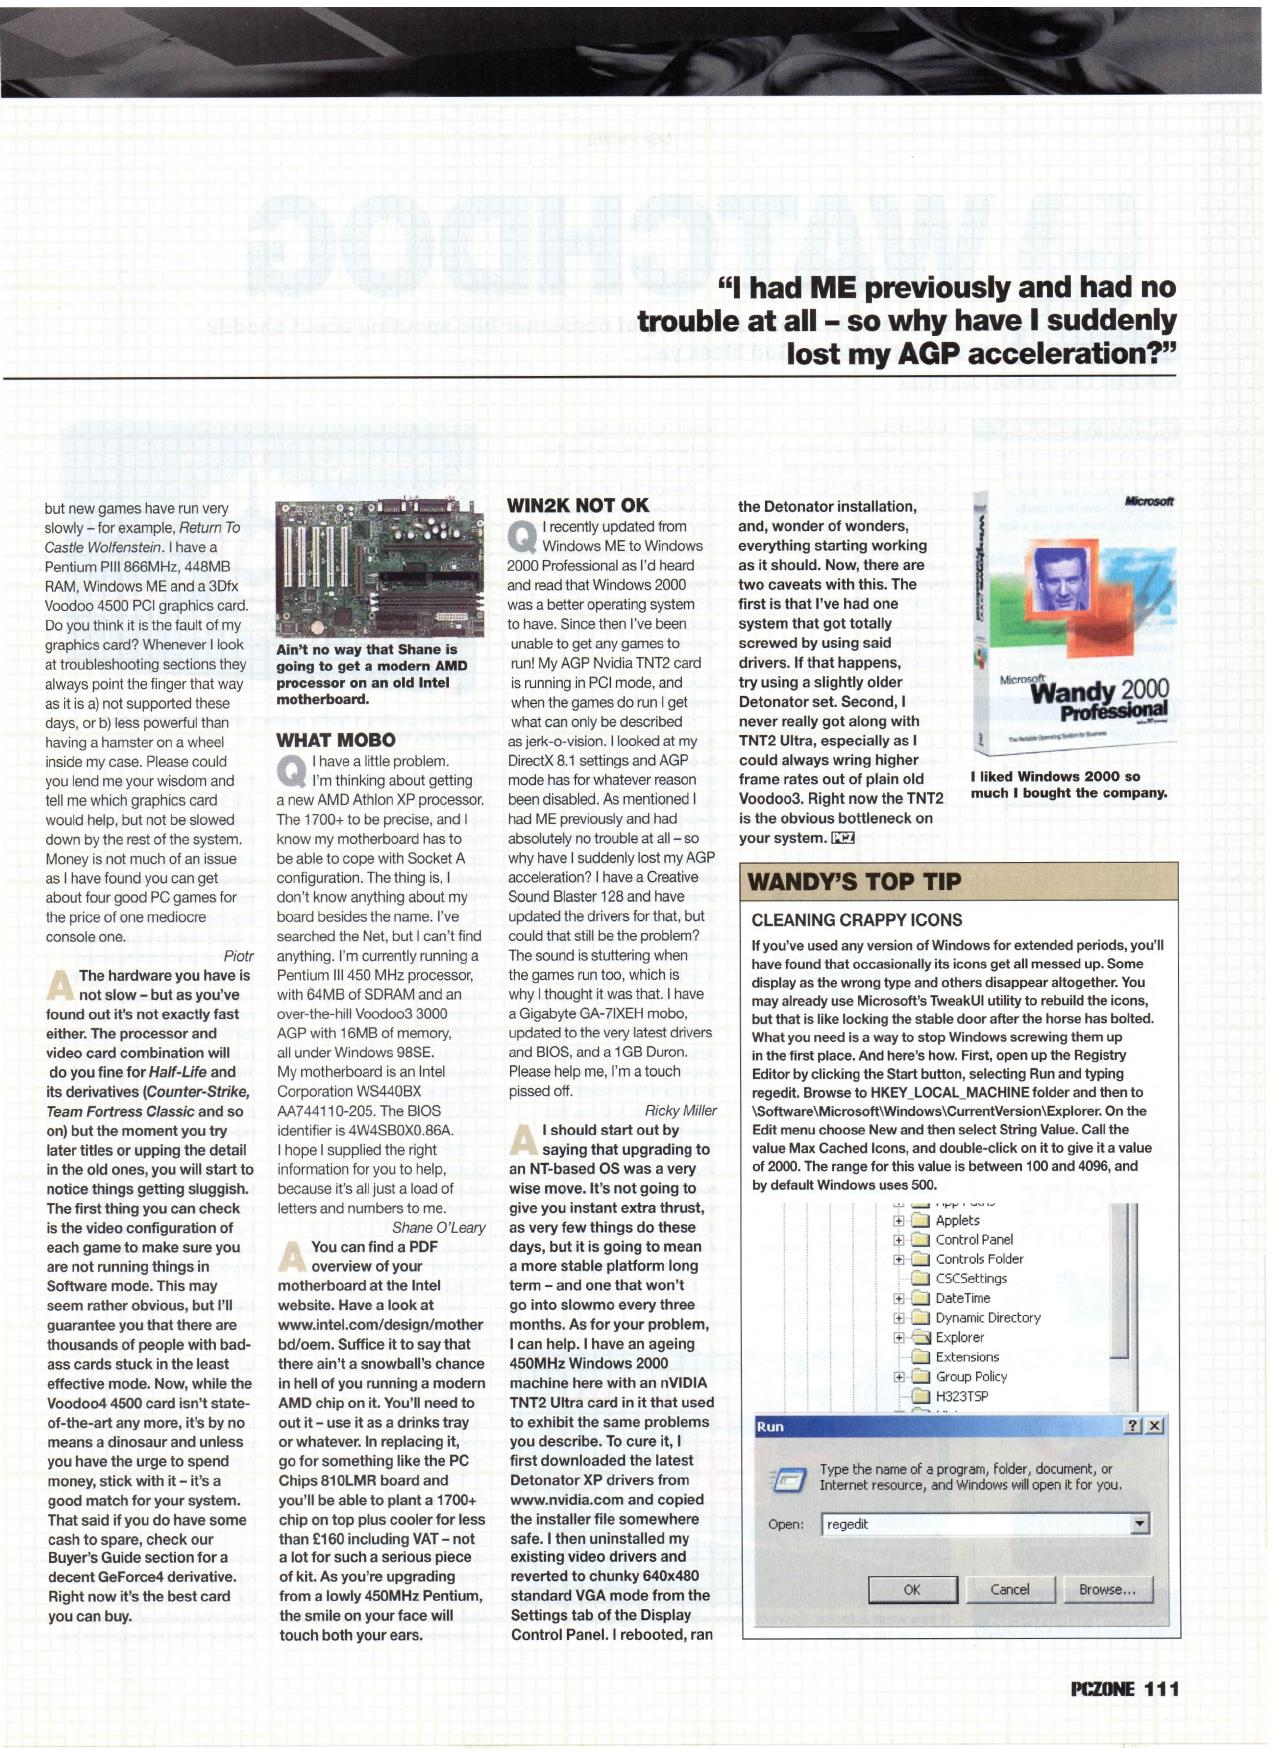 “I had ME previously and had no
trouble at all – so why have I suddenly
lost my AGP acceleration?”
but new games have run very
slowly – for example, Return To
Castle Wolfenstein. I have a
Pentium PIII 866MHz, 448MB
RAM, Windows ME and a 3Dfx
Voodoo 4500 PCI graphics card.
Do you think it is the fault of my
graphics card? Whenever I look
at troubleshooting sections they
always point the finger that way
as it is a) not supported these
days, or b) less powerful than
having a hamster on a wheel
inside my case. Please could
you lend me your wisdom and
tell me which graphics card
would help, but not be slowed
down by the rest of the system.
Money is not much of an issue
as I have found you can get
about four good PC games for
the price of one mediocre
console one.
Piotr
A The hardware you have is
not slow – but as you’ve
found out it’s not exactly fast
either. The processor and
video card combination will
do you fine for Half-Life and
its derivatives (Counter-Strike,
Team Fortress Classic and so
on) but the moment you try
later titles or upping the detail
in the old ones, you will start to
notice things getting sluggish.
The first thing you can check
is the video configuration of
each game to make sure you
are not running things in
Software mode. This may
seem rather obvious, but I’ll
guarantee you that there are
thousands of people with bad-
ass cards stuck in the least
effective mode. Now, while the
Voodoo4 4500 card isn’t state-
of-the-art any more, it’s by no
means a dinosaur and unless
you have the urge to spend
money, stick with it – it’s a
good match for your system.
That said if you do have some
cash to spare, check our
Buyer’s Guide section for a
decent GeForce4 derivative.
Right now it’s the best card
you can buy.
Ain’t no way that Shane is
going to get a modern AMD
processor on an old Intel
motherboard.
WHAT MOBO
Q I have a little problem.
I’m thinking about getting
a new AMD Athlon XP processor.
The 1700+ to be precise, and I
know my motherboard has to
be able to cope with Socket A
configuration. The thing is, I
don’t know anything about my
board besides the name. I’ve
searched the Net, but I can’t find
anything. I’m currently running a
Pentium III 450 MHz processor,
with 64MB of SDRAM and an
over-the-hill Voodoo3 3000
AGP with 16MB of memory,
all under Windows 98SE.
My motherboard is an Intel
Corporation WS440BX
AA744110-205. The BIOS
identifier is 4W4SB0X0.86A.
I hope I supplied the right
information for you to help,
because it’s all just a load of
letters and numbers to me.
Shane O’Leary
A You can find a PDF
overview of your
motherboard at the Intel
website. Have a look at
www.intel.com/design/mother
bd/oem. Suffice it to say that
there ain’t a snowball’s chance
in hell of you running a modern
AMD chip on it. You’ll need to
out it – use it as a drinks tray
or whatever. In replacing it,
go for something like the PC
Chips 810LMR board and
you’ll be able to plant a 1700+
chip on top plus cooler for less
than £160 including VAT – not
a lot for such a serious piece
of kit. As you’re upgrading
from a lowly 450MHz Pentium,
the smile on your face will
touch both your ears.
WIN2K NOT OK
Q I recently updated from
Windows ME to Windows
2000 Professional as I’d heard
and read that Windows 2000
was a better operating system
to have. Since then I’ve been
unable to get any games to
run! My AGP Nvidia TNT2 card
is running in PCI mode, and
when the games do run I get
what can only be described
as jerk-o-vision. I looked at my
DirectX 8.1 settings and AGP
mode has for whatever reason
been disabled. As mentioned I
had ME previously and had
absolutely no trouble at all – so
why have I suddenly lost my AGP
acceleration? I have a Creative
Sound Blaster 128 and have
updated the drivers for that, but
could that still be the problem?
The sound is stuttering when
the games run too, which is
why I thought it was that. I have
a Gigabyte GA-7IXEH mobo,
updated to the very latest drivers
and BIOS, and a 1GB Duron.
Please help me, I’m a touch
pissed off.
Ricky Miller
A I should start out by
saying that upgrading to
an NT-based OS was a very
wise move. It’s not going to
give you instant extra thrust,
as very few things do these
days, but it is going to mean
a more stable platform long
term – and one that won’t
go into slowmo every three
months. As for your problem,
I can help. I have an ageing
450MHz Windows 2000
machine here with an nVIDIA
TNT2 Ultra card in it that used
to exhibit the same problems
you describe. To cure it, I
first downloaded the latest
Detonator XP drivers from
www.nvidia.com and copied
the installer file somewhere
safe. I then uninstalled my
existing video drivers and
reverted to chunky 640x480
standard VGA mode from the
Settings tab of the Display
Control Panel. I rebooted, ran
the Detonator installation,
and, wonder of wonders,
everything starting working
as it should. Now, there are
two caveats with this. The
first is that I’ve had one
system that got totally
screwed by using said
drivers. If that happens,
try using a slightly older
Detonator set. Second, I
never really got along with
TNT2 Ultra, especially as I
could always wring higher
frame rates out of plain old
Voodoo3. Right now the TNT2
is the obvious bottleneck on
your system. PCZ
Microsoft
Microsoft
Wandy 2000
Professional
The Reliable Operating System for Business
I liked Windows 2000 so
much I bought the company.
WANDY’S TOP TIP
CLEANING CRAPPY ICONS
If you’ve used any version of Windows for extended periods, you’ll
have found that occasionally its icons get all messed up. Some
display as the wrong type and others disappear altogether. You
may already use Microsoft’s TweakUI utility to rebuild the icons,
but that is like locking the stable door after the horse has bolted.
What you need is a way to stop Windows screwing them up
in the first place. And here’s how. First, open up the Registry
Editor by clicking the Start button, selecting Run and typing
regedit. Browse to HKEY_LOCAL_MACHINE folder and then to
\Software\Microsoft\Windows\CurrentVersion\Explorer. On the
Edit menu choose New and then select String Value. Call the
value Max Cached Icons, and double-click on it to give it a value
of 2000. The range for this value is between 100 and 4096, and
by default Windows uses 500.
App Paths
Applets
Control Panel
Controls Folder
CSCSettings
DateTime
Dynamic Directory
Explorer
Extensions
Group Policy
H323TSP
Run
Type the name of a program, folder, document, or
Internet resource, and Windows will open it for you.
Open: regedit
OK Cancel Browse...
PCZONE 111